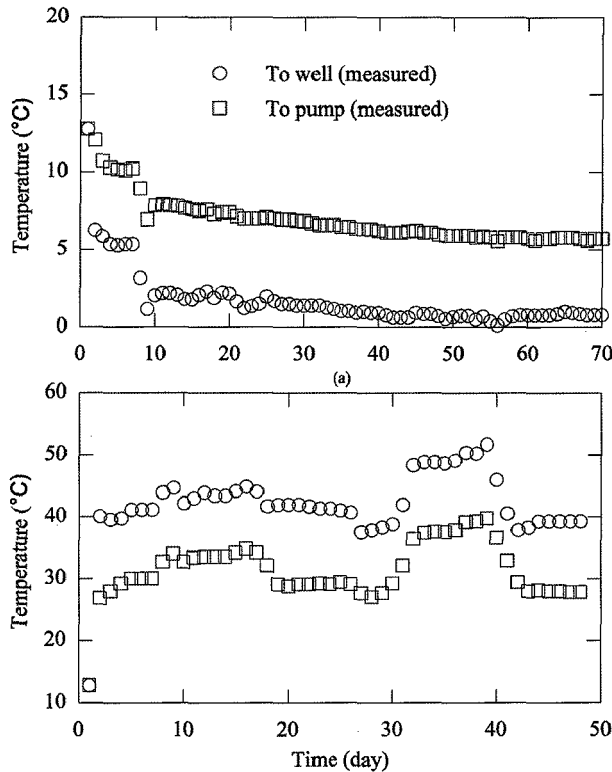 20
15
10
5
0
Temperature (°C)
To well (measured)
To pump (measured)
0 10 20 30 40 50 60 70
(a)
60
50
40
30
20
10
Temperature (°C)
0 10 20 30 40 50
Time (day)